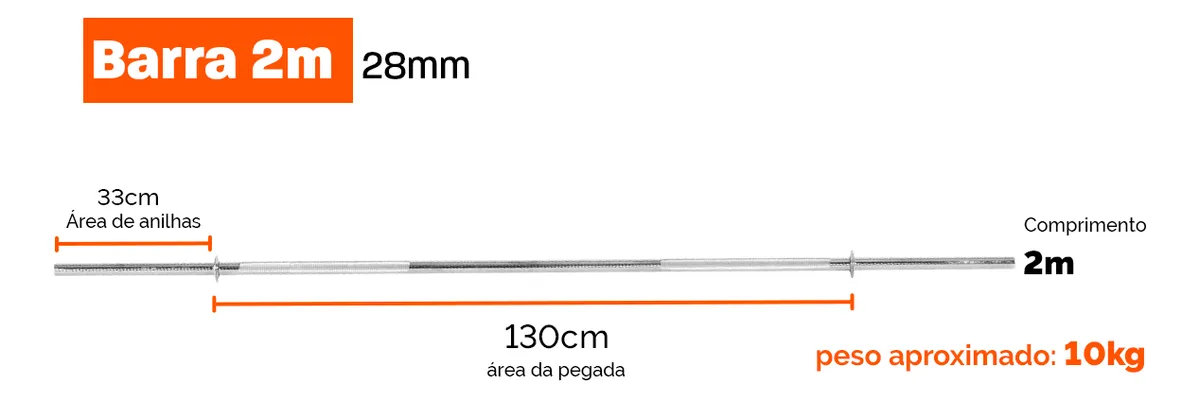 Barra 2m 28mm
33cm
Área de anilhas
Comprimento
2m
130cm
área da pegada
peso aproximado: 10kg